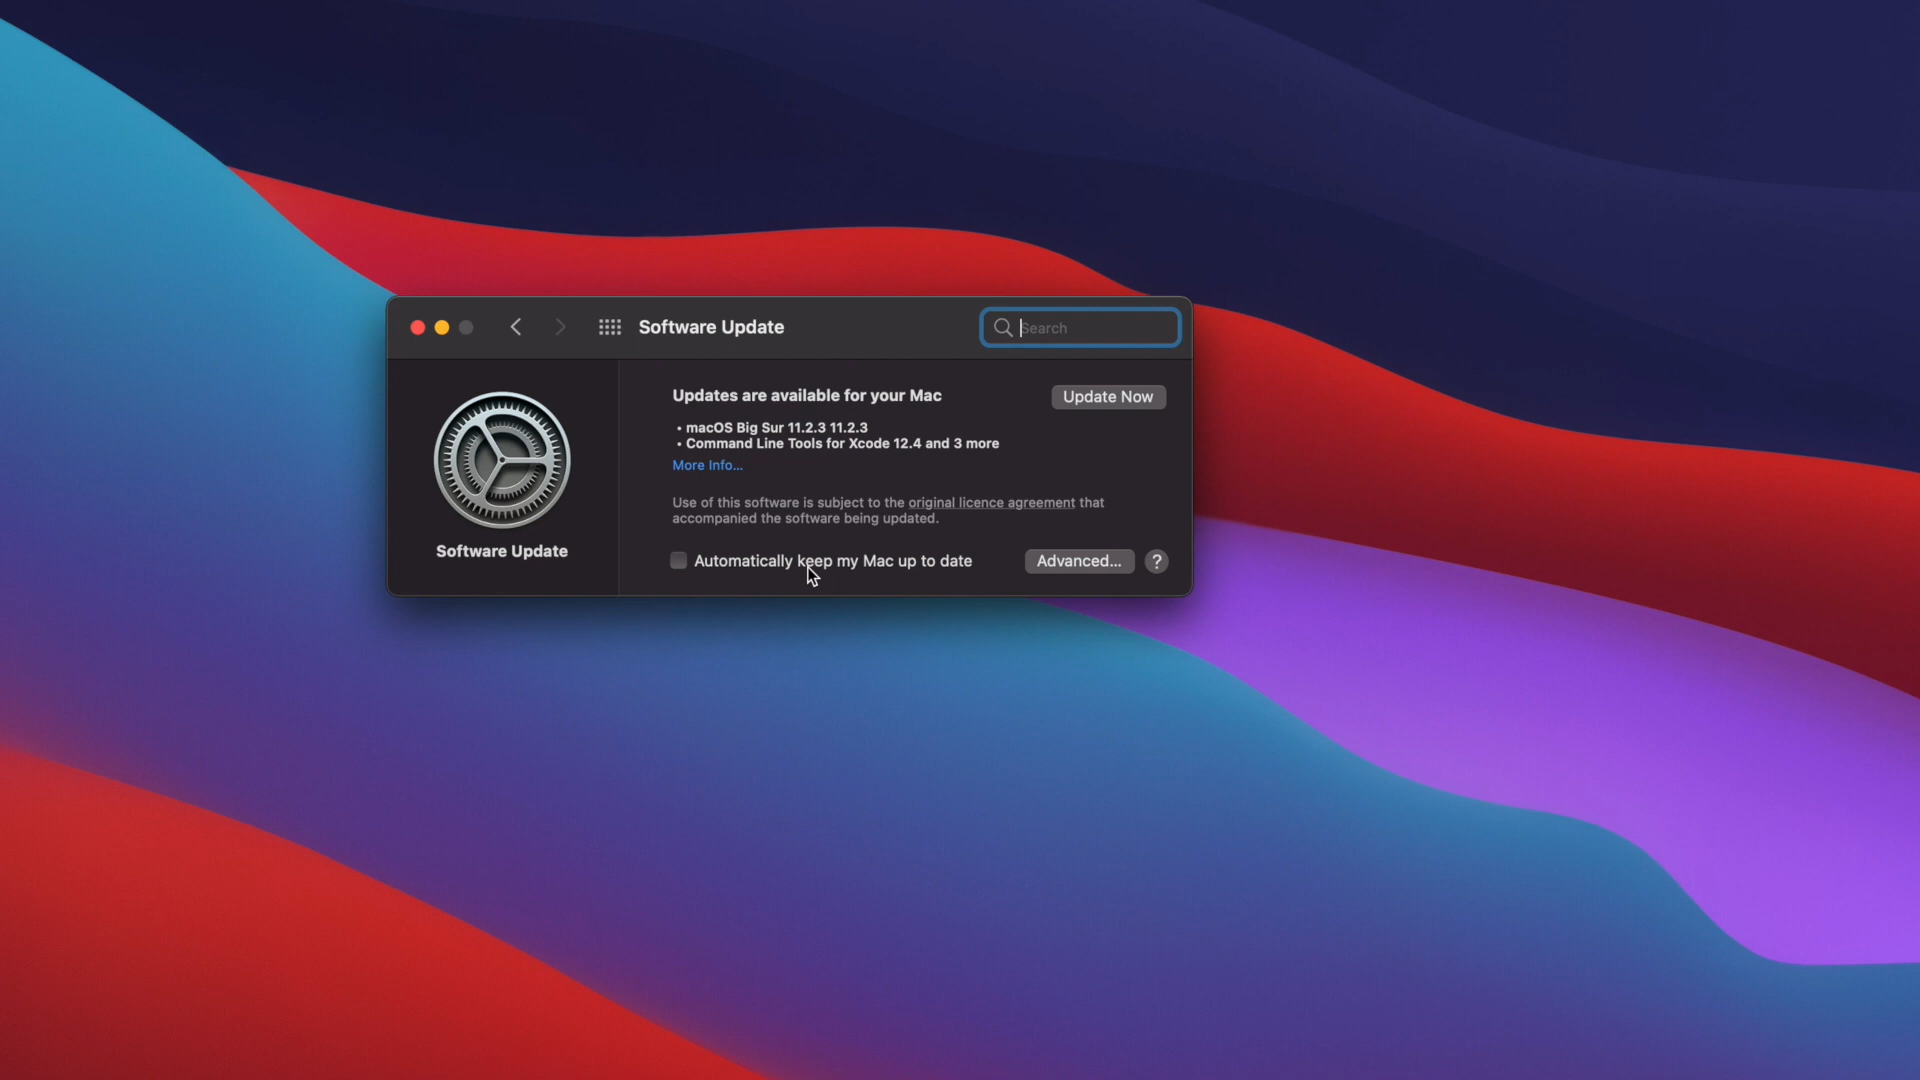 Software Update
Search
Updates are available for your Mac
Update Now
• macOS Big Sur 11.2.3 11.2.3
• Command Line Tools for Xcode 12.4 and 3 more
More Info...
Use of this software is subject to the original licence agreement that
accompanied the software being updated.
Software Update
Automatically keep my Mac up to date
Advanced...
?